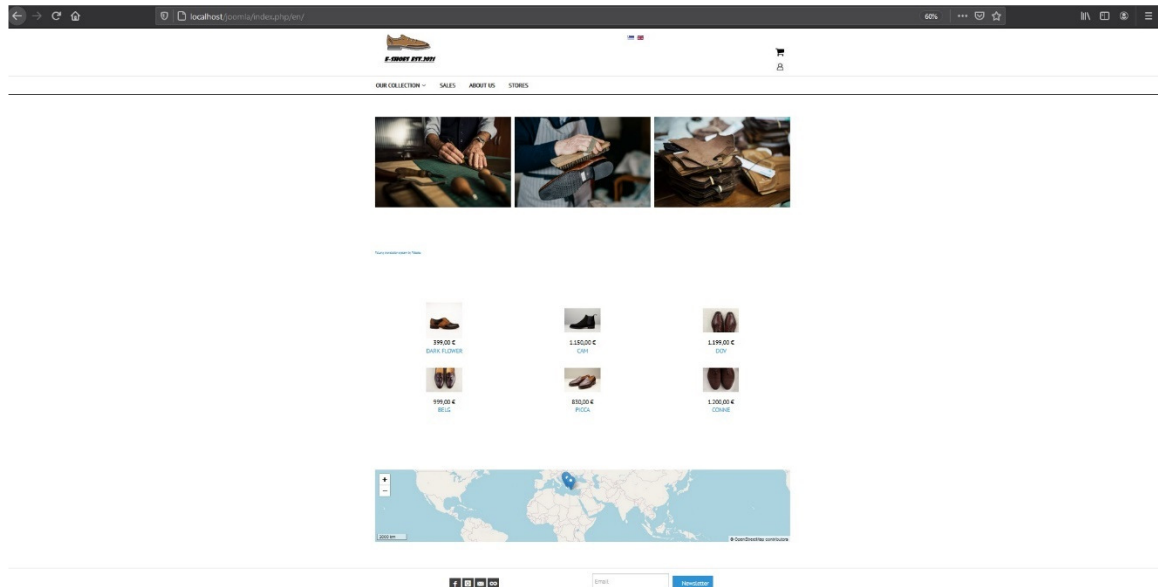 localhost/joomla/index.php/en/
60%
E-SHOES EST.2021
OUR COLLECTION SALES ABOUT US STORES
399,00 € 1.150,00 € 1.199,00 €
DARK FLOWER CAM DOV
999,00 € 850,00 € 1.200,00 €
BELG PICCA CONNE
+
−
© OpenStreetMap contributors
Email Newsletter